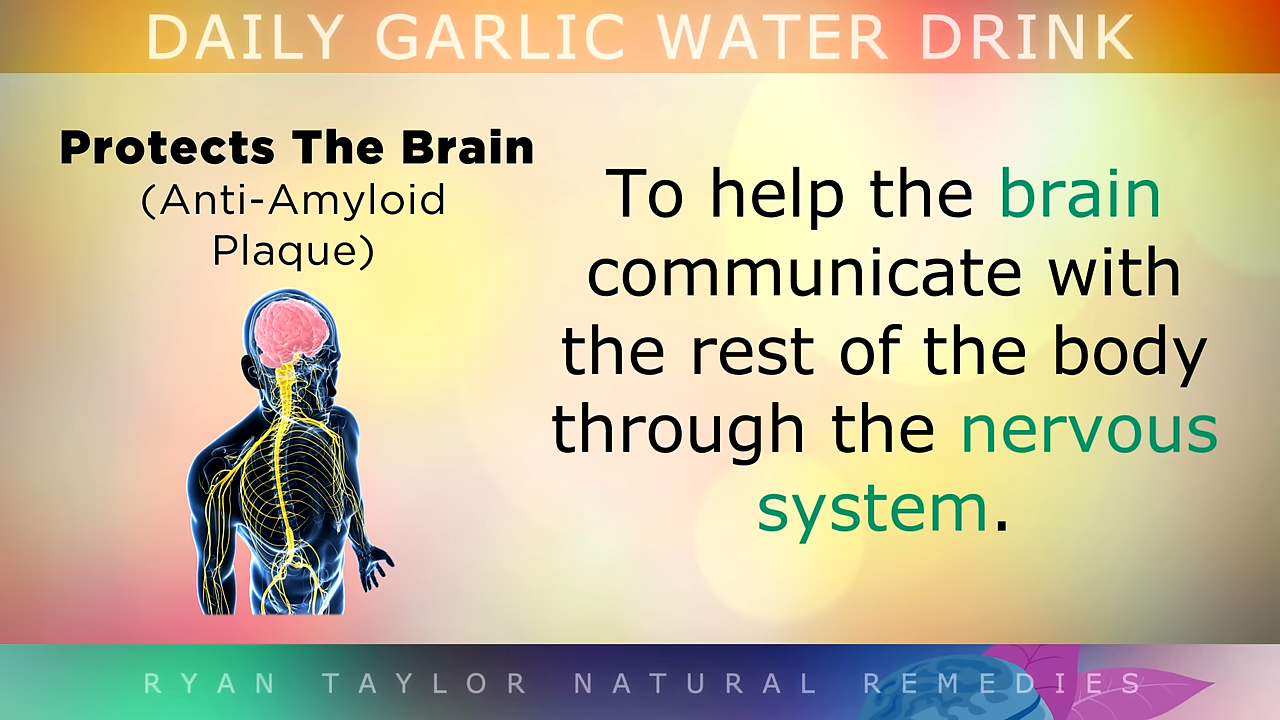 DAILY GARLIC WATER DRINK
Protects The Brain
(Anti-Amyloid
Plaque)
To help the brain
communicate with
the rest of the body
through the nervous
system.
RYAN TAYLOR NATURAL REMEDIES